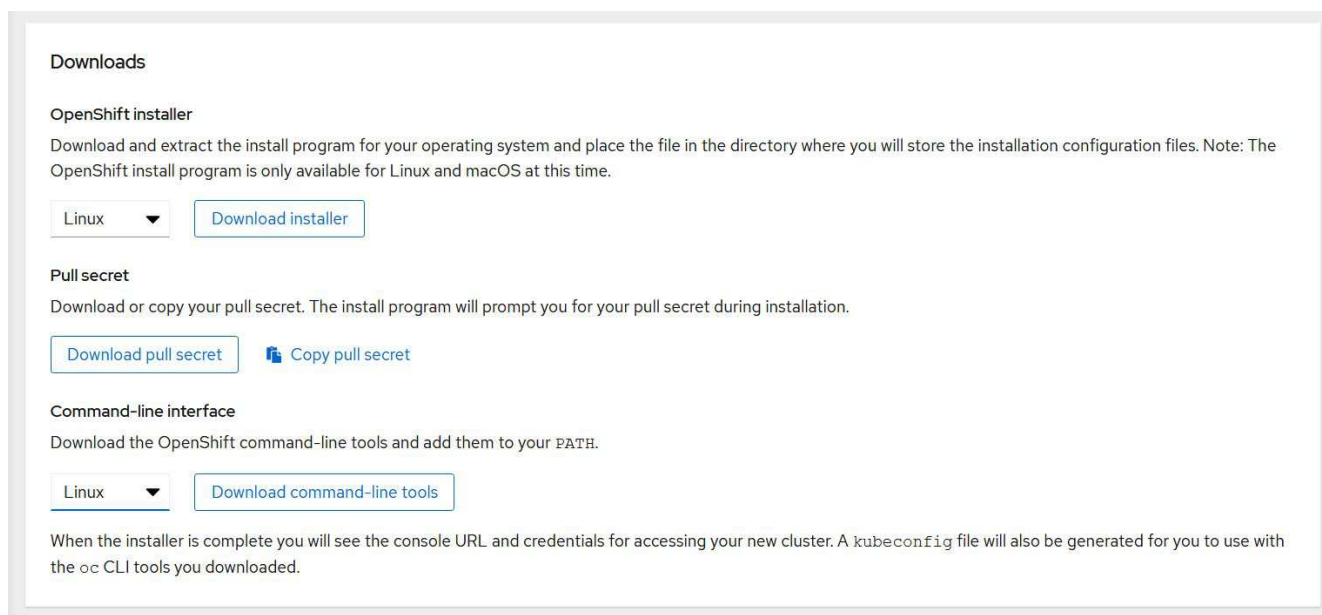 Downloads
OpenShift installer
Download and extract the install program for your operating system and place the file in the directory where you will store the installation configuration files. Note: The
OpenShift install program is only available for Linux and macOS at this time.
Linux Download installer
Pull secret
Download or copy your pull secret. The install program will prompt you for your pull secret during installation.
Download pull secret Copy pull secret
Command-line interface
Download the OpenShift command-line tools and add them to your PATH.
Linux Download command-line tools
When the installer is complete you will see the console URL and credentials for accessing your new cluster. A kubeconfig file will also be generated for you to use with
the oc CLI tools you downloaded.